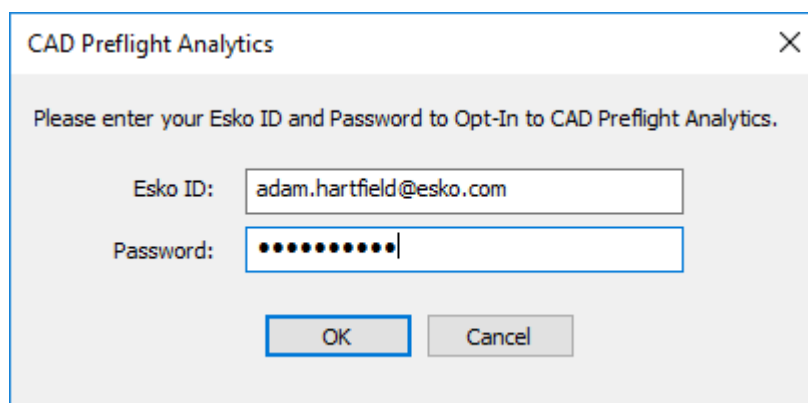 CAD Preflight Analytics
Please enter your Esko ID and Password to Opt-In to CAD Preflight Analytics.
Esko ID: adam.hartfield@esko.com
Password: ●●●●●●●●●●
OK Cancel